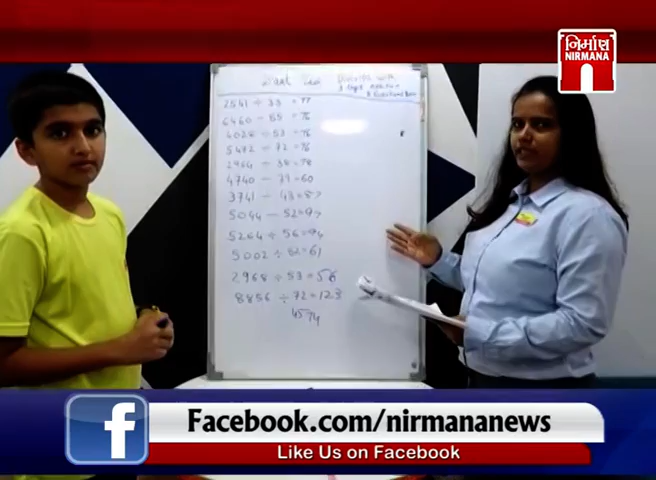 निर्माण
NIRMANA
2541 ÷ 33 = 77
6460 ÷ 85 = 76
4028 ÷ 53 = 76
5472 ÷ 72 = 76
2964 ÷ 38 = 78
4740 ÷ 79 = 60
3741 ÷ 43 = 87
5044 ÷ 52 = 97
5264 ÷ 56 = 94
5002 ÷ 82 = 61
2968 ÷ 53 = 56
8856 ÷ 72 = 123
Facebook.com/nirmananews
Like Us on Facebook